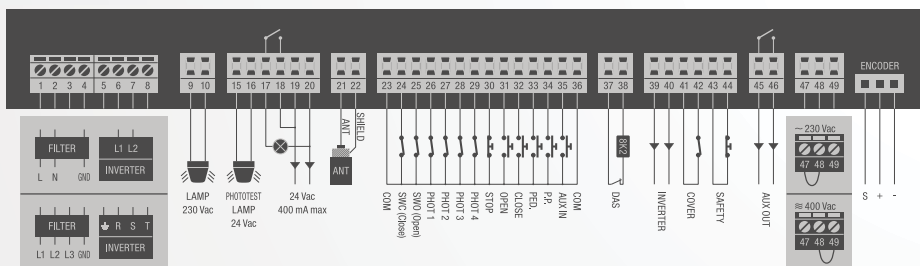 ENCODER
1 2 3 4 5 6 7 8
9 10
15 16 17 18 19 20
21 22
23 24 25 26 27 28 29 30 31 32 33 34 35 36
37 38
39 40 41 42 43 44
45 46
47 48 49
FILTER
L N GND
L1 L2
INVERTER
FILTER
L1 L2 L3 GND
R S T
INVERTER
LAMP
230 Vac
PHOTOTEST
LAMP
24 Vac
24 Vac
400 mA max
ANT
SHIELD
ANT
COM
SWC (Close)
SWO (Open)
PHOT 1
PHOT 2
PHOT 3
PHOT 4
STOP
OPEN
CLOSE
PED.
P.P.
AUX IN
COM
8K2
DAS
INVERTER
COVER
SAFETY
AUX OUT
~ 230 Vac
47 48 49
≋ 400 Vac
47 48 49
S + -